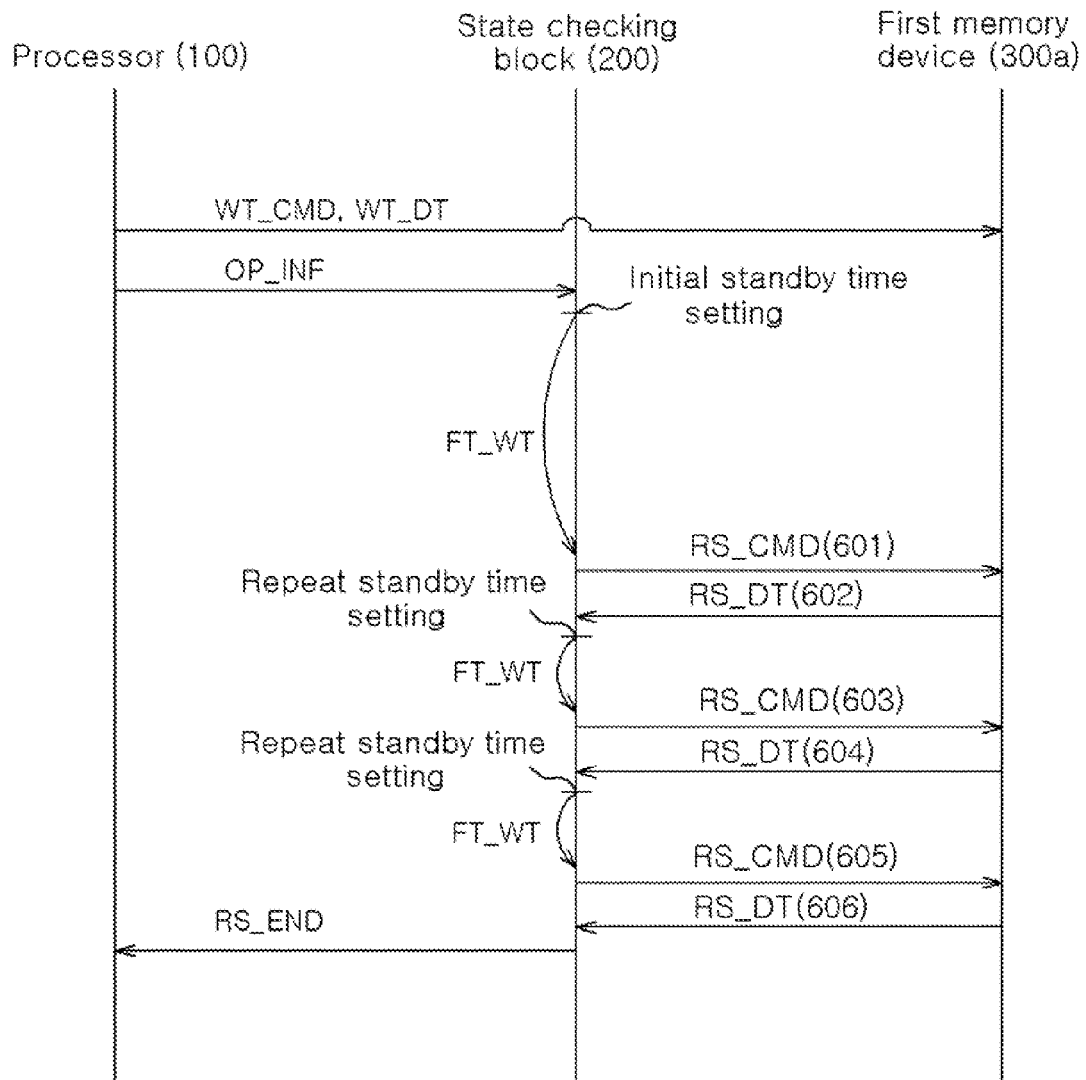 Processor (100)
State checking
block (200)
First memory
device (300a)
WT_CMD, WT_DT
OP_INF
Initial standby time
setting
FT_WT
RS_CMD(601)
Repeat standby time
setting
RS_DT(602)
FT_WT
RS_CMD(603)
Repeat standby time
setting
RS_DT(604)
FT_WT
RS_CMD(605)
RS_DT(606)
RS_END